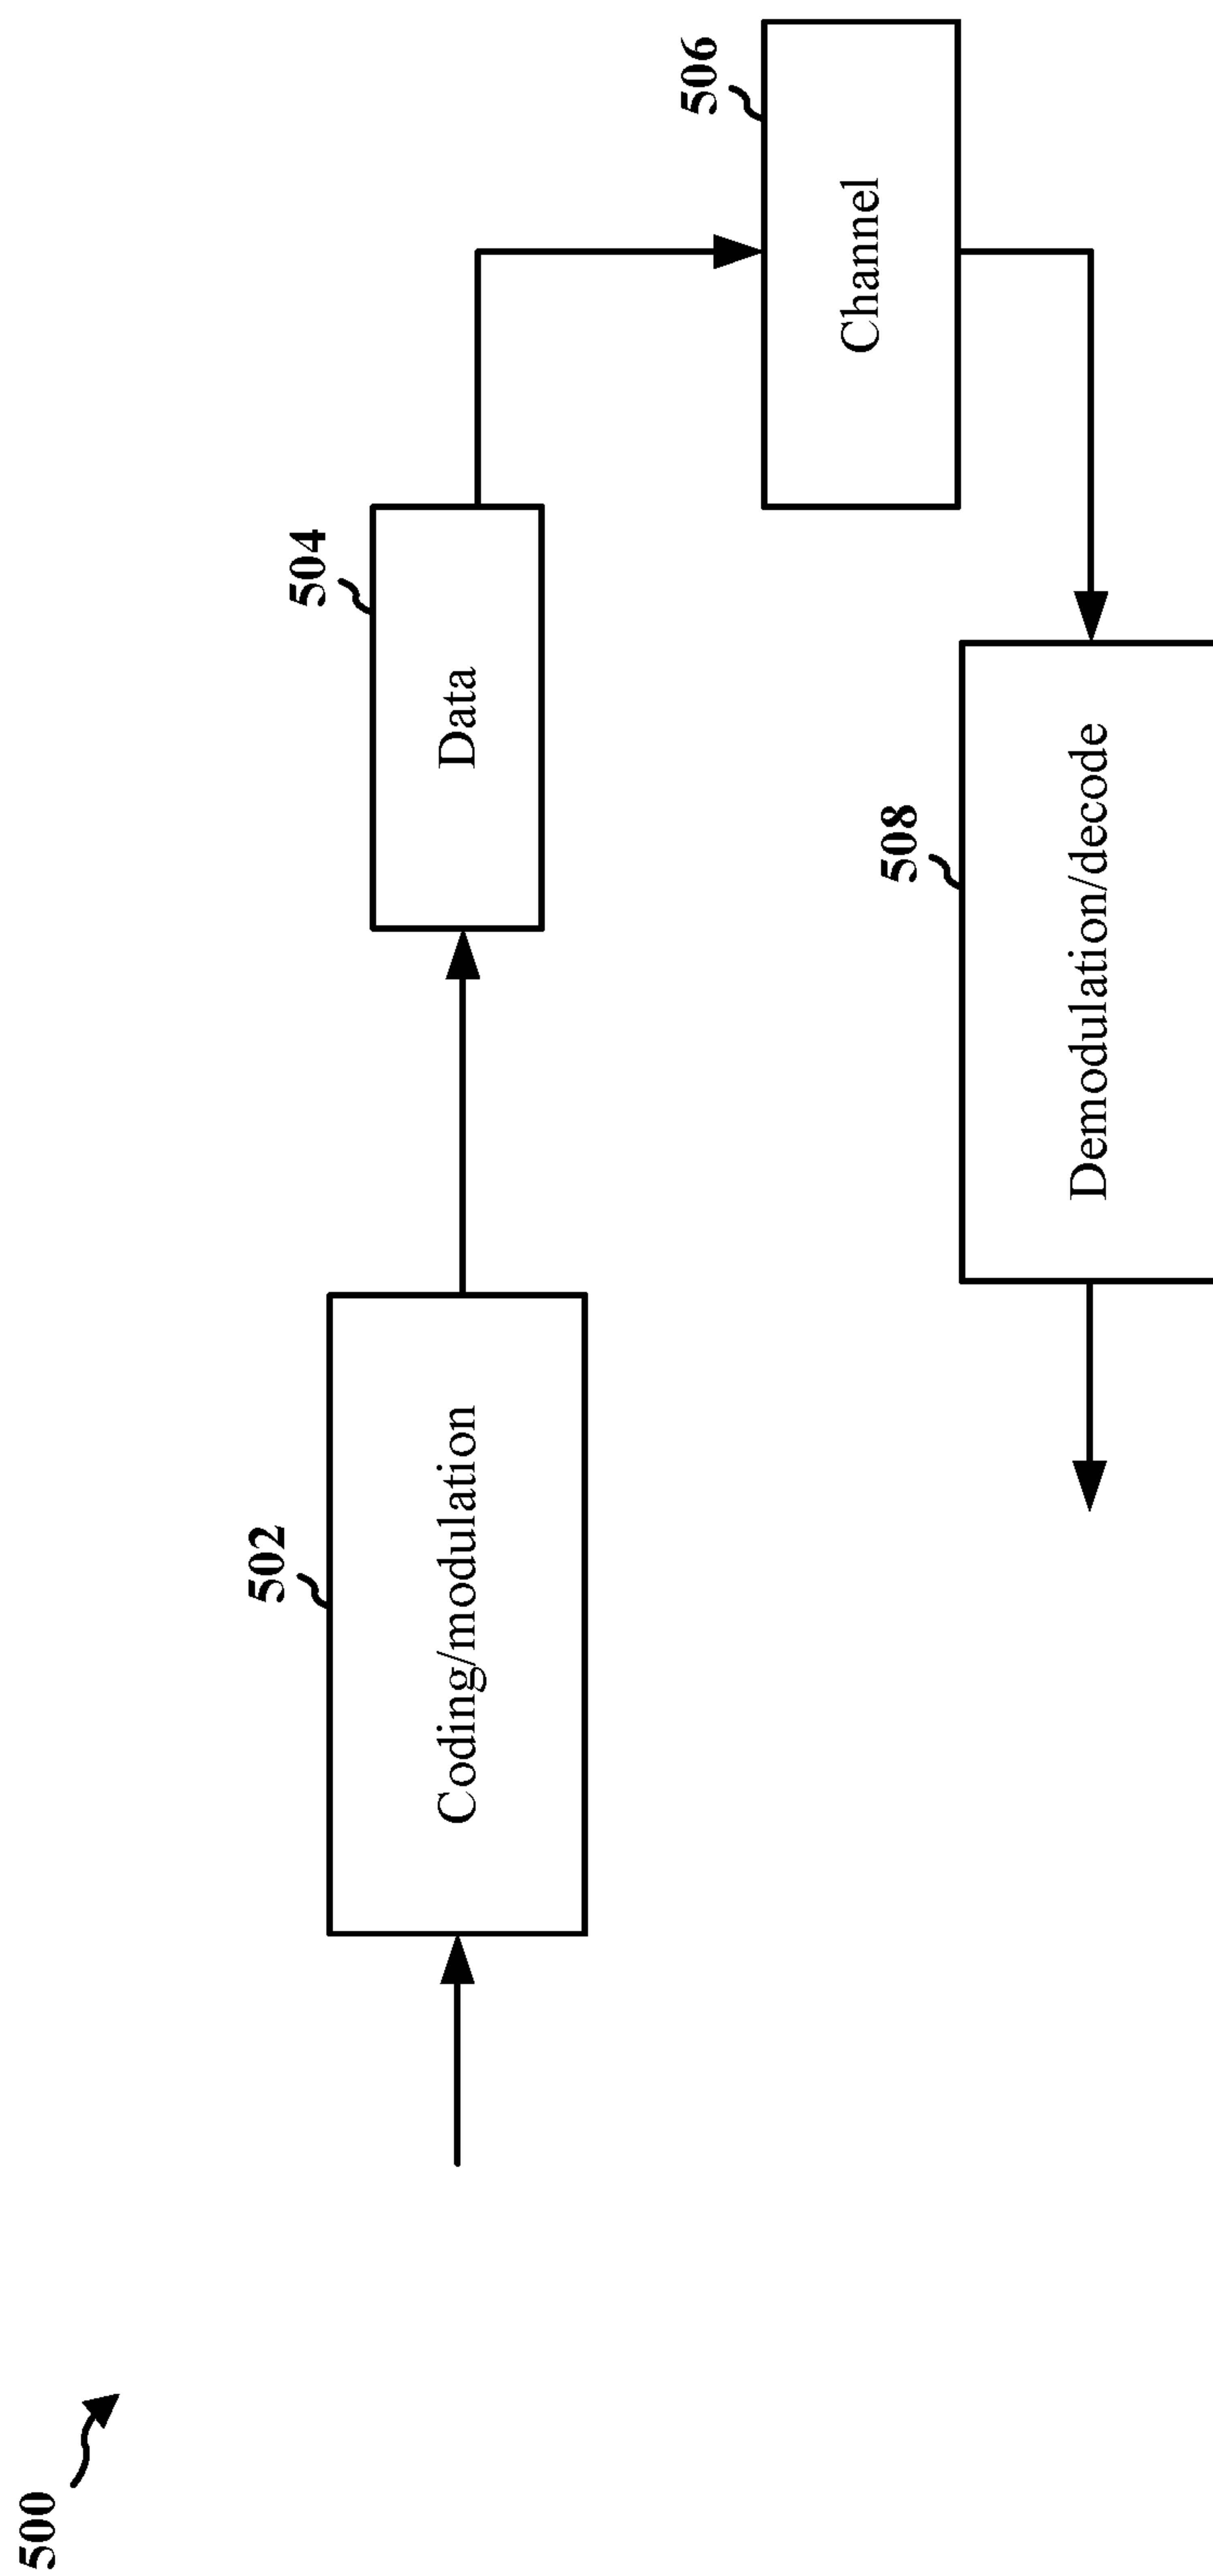 500
502
Coding/modulation
504
Data
506
Channel
508
Demodulation/decode